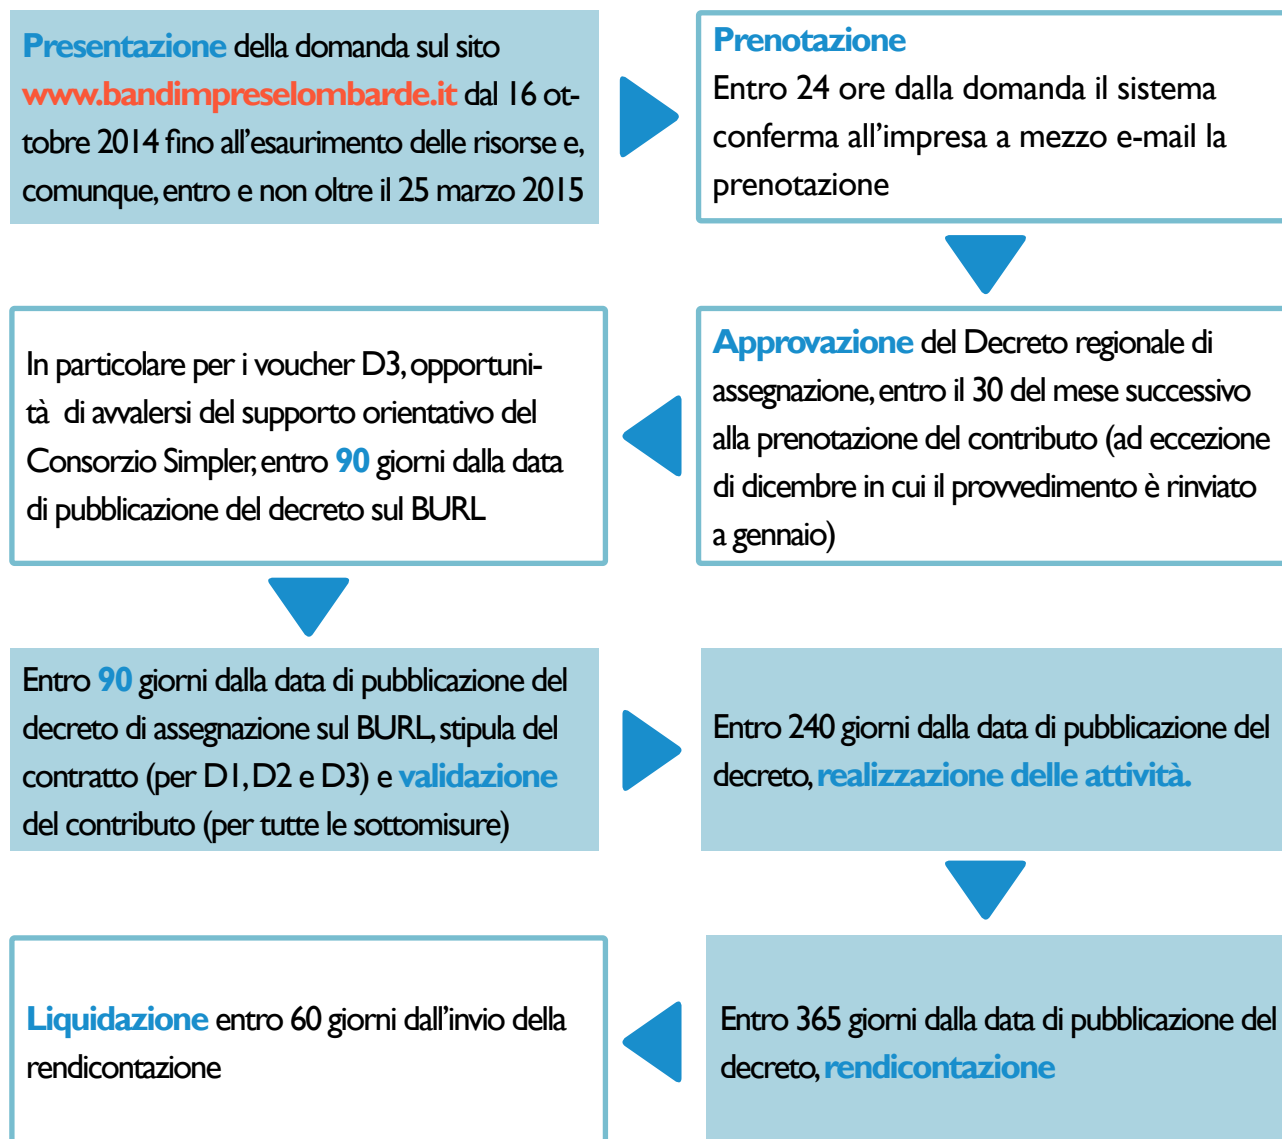 Presentazione della domanda sul sito
www.bandimpreselombarde.it dal 16 ot-
tobre 2014 fino all'esaurimento delle risorse e,
comunque, entro e non oltre il 25 marzo 2015
Prenotazione
Entro 24 ore dalla domanda il sistema
conferma all'impresa a mezzo e-mail la
prenotazione
Approvazione del Decreto regionale di
assegnazione, entro il 30 del mese successivo
alla prenotazione del contributo (ad eccezione
di dicembre in cui il provvedimento è rinviato
a gennaio)
In particolare per i voucher D3, opportuni-
tà di avvalersi del supporto orientativo del
Consorzio Simpler, entro 90 giorni dalla data
di pubblicazione del decreto sul BURL
Entro 90 giorni dalla data di pubblicazione del
decreto di assegnazione sul BURL, stipula del
contratto (per D1, D2 e D3) e validazione
del contributo (per tutte le sottomisure)
Entro 240 giorni dalla data di pubblicazione del
decreto, realizzazione delle attività.
Entro 365 giorni dalla data di pubblicazione del
decreto, rendicontazione
Liquidazione entro 60 giorni dall'invio della
rendicontazione